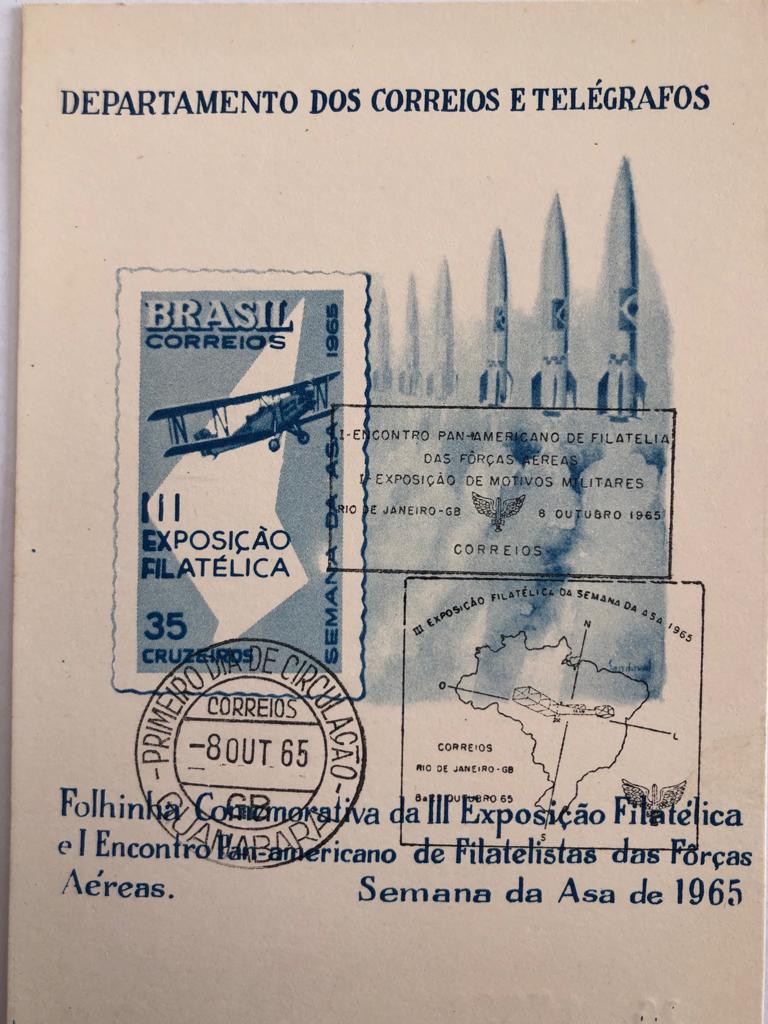 DEPARTAMENTO DOS CORREIOS E TELÉGRAFOS
BRASIL
CORREIOS
1965
SEMANA DA ASA
III
EXPOSIÇÃO
FILATÉLICA
35
CRUZEIROS
I-ENCONTRO PAN-AMERICANO DE FILATELIA
DAS FÔRÇAS AÉREAS
I-EXPOSIÇÃO DE MOTIVOS MILITARES
RIO DE JANEIRO-GB 8 OUTUBRO 1965
CORREIOS
III EXPOSIÇÃO FILATÉLICA DA SEMANA DA ASA 1965
N
O
L
S
CORREIOS
RIO DE JANEIRO-GB
OUTUBRO 65
PRIMEIRO DIA DE CIRCULAÇÃO
CORREIOS
-8 OUT 65
GB
GUANABARA
Folhinha Comemorativa da III Exposição Filatélica
e I Encontro Pan-americano de Filatelistas das Fôrças
Aéreas. Semana da Asa de 1965